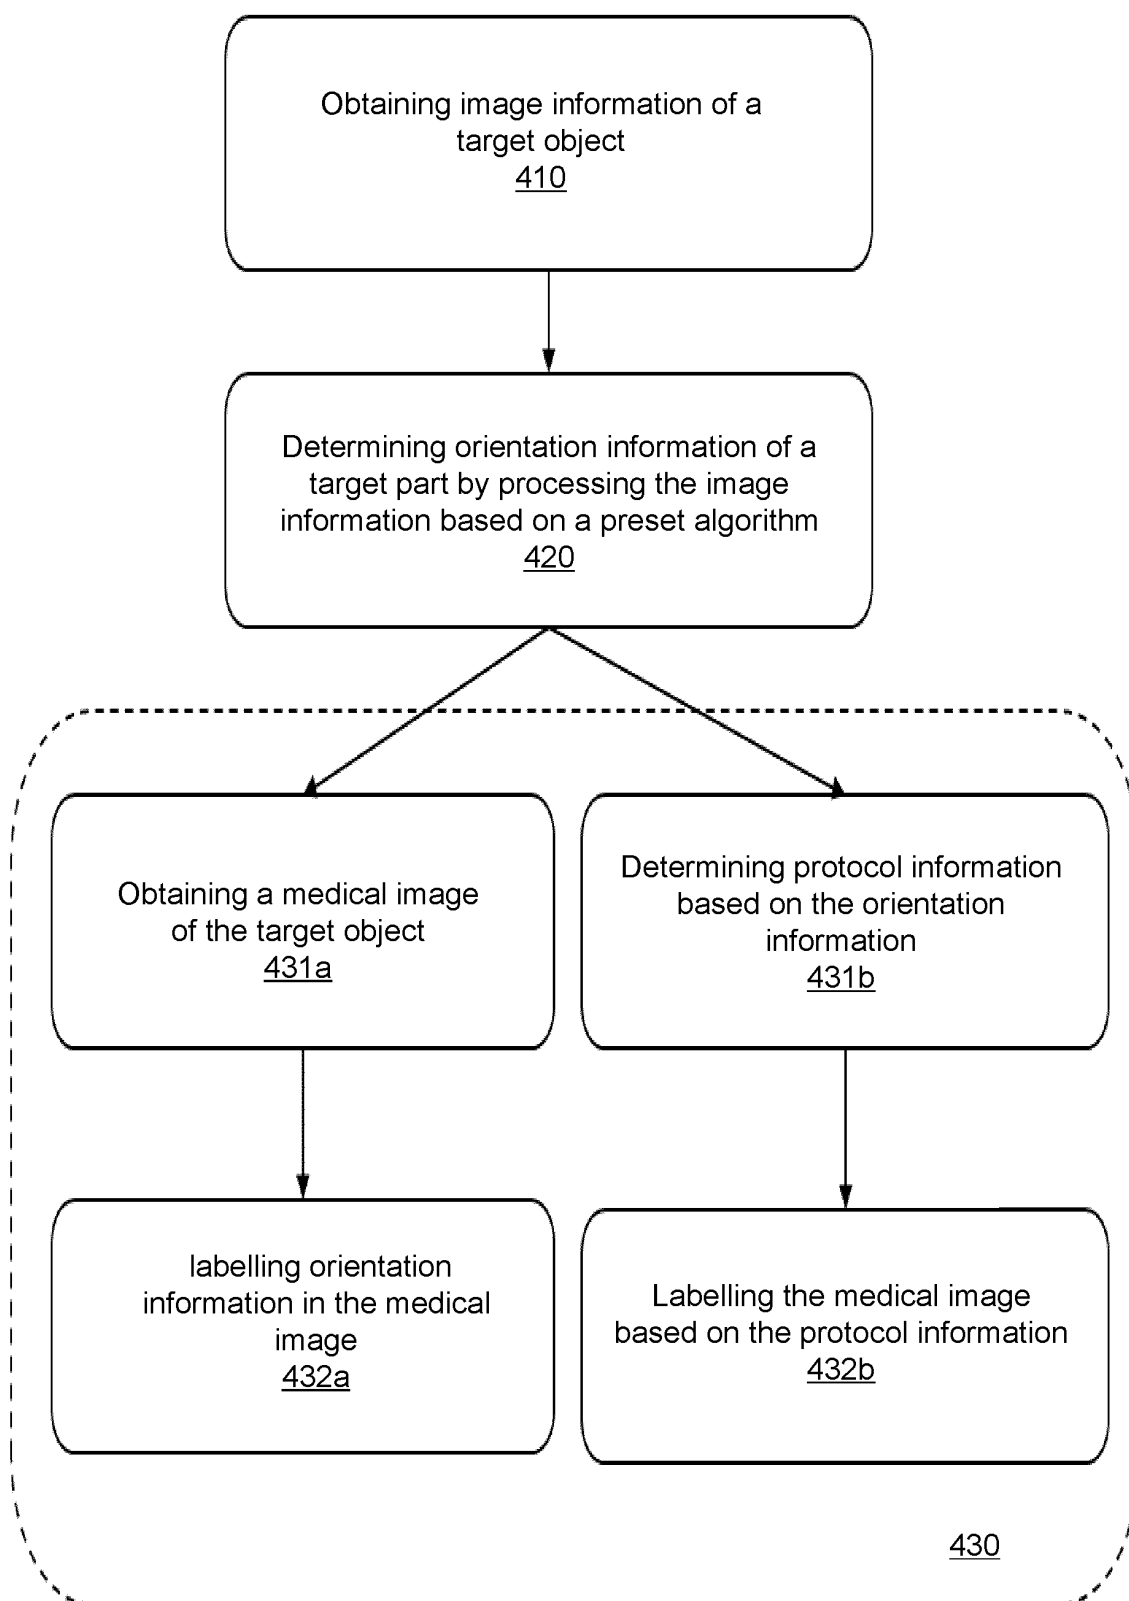 Obtaining image information of a
target object
410
Determining orientation information of a
target part by processing the image
information based on a preset algorithm
420
Obtaining a medical image
of the target object
431a
Determining protocol information
based on the orientation
information
431b
labelling orientation
information in the medical
image
432a
Labelling the medical image
based on the protocol information
432b
430